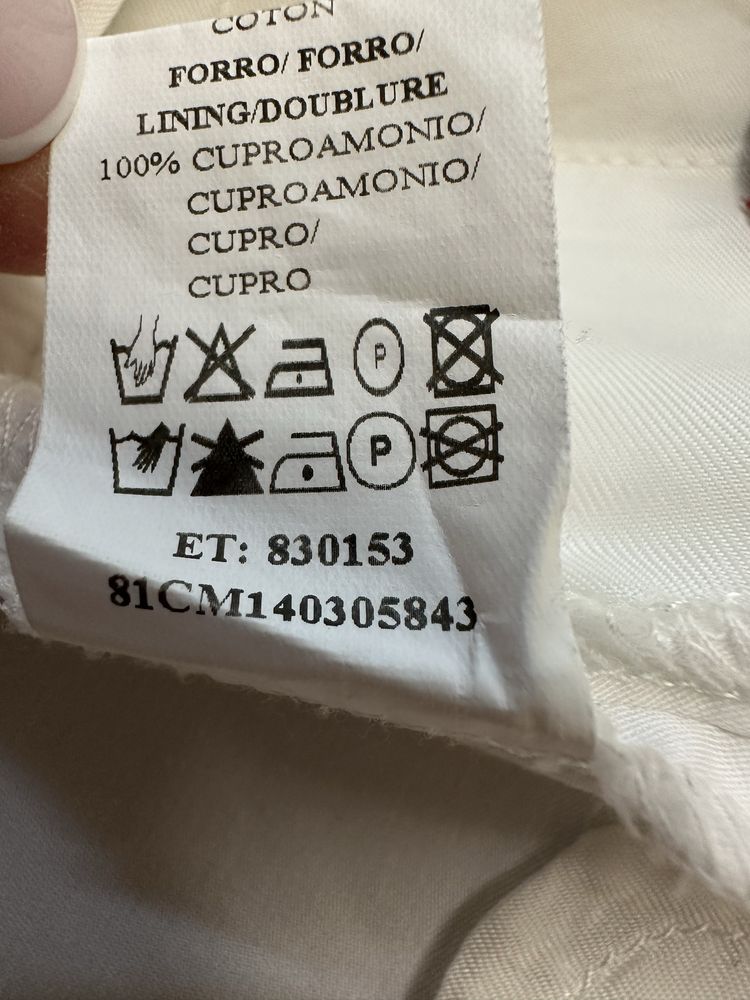 COTON
FORRO/ FORRO/
LINING/DOUBLURE
100% CUPROAMONIO/
CUPROAMONIO/
CUPRO/
CUPRO
P
P
ET: 830153
81CM140305843